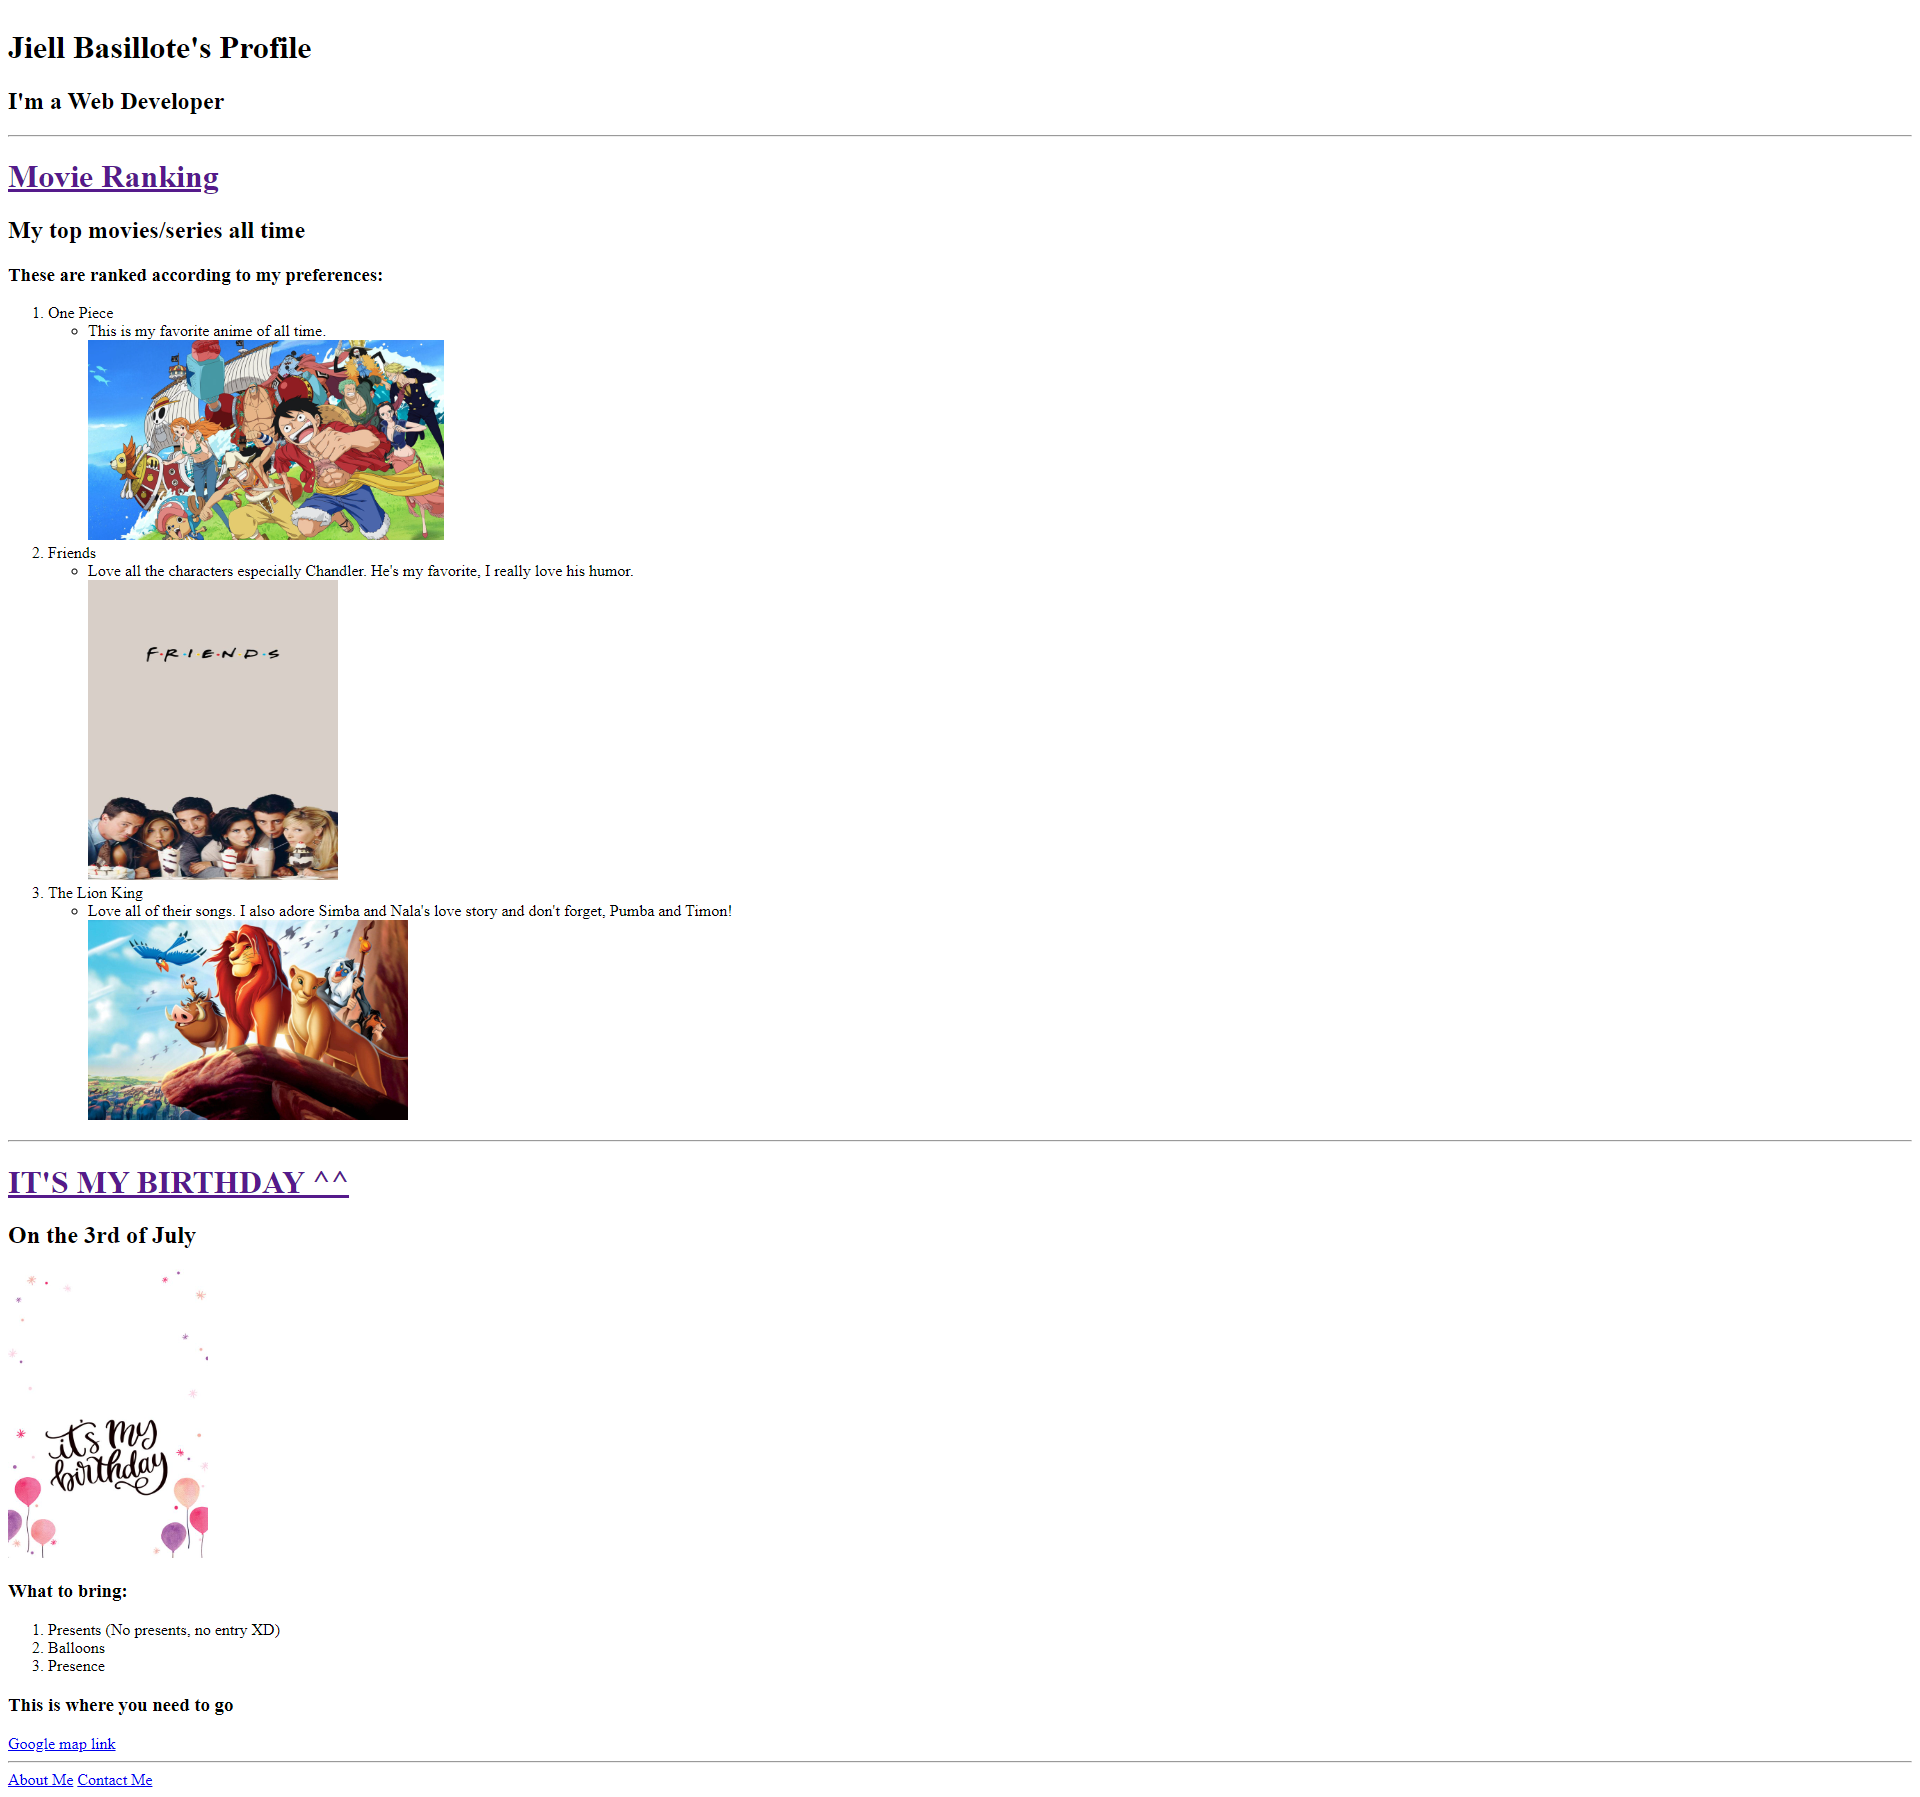 Jiell Basillote's Profile
I'm a Web Developer
Movie Ranking
My top movies/series all time
These are ranked according to my preferences:
1. One Piece
This is my favorite anime of all time.
2. Friends
Love all the characters especially Chandler. He's my favorite, I really love his humor.
F·R·I·E·N·D·S
3. The Lion King
Love all of their songs. I also adore Simba and Nala's love story and don't forget, Pumba and Timon!
IT'S MY BIRTHDAY ^^
On the 3rd of July
it's my
birthday
What to bring:
1. Presents (No presents, no entry XD)
2. Balloons
3. Presence
This is where you need to go
Google map link
About Me Contact Me